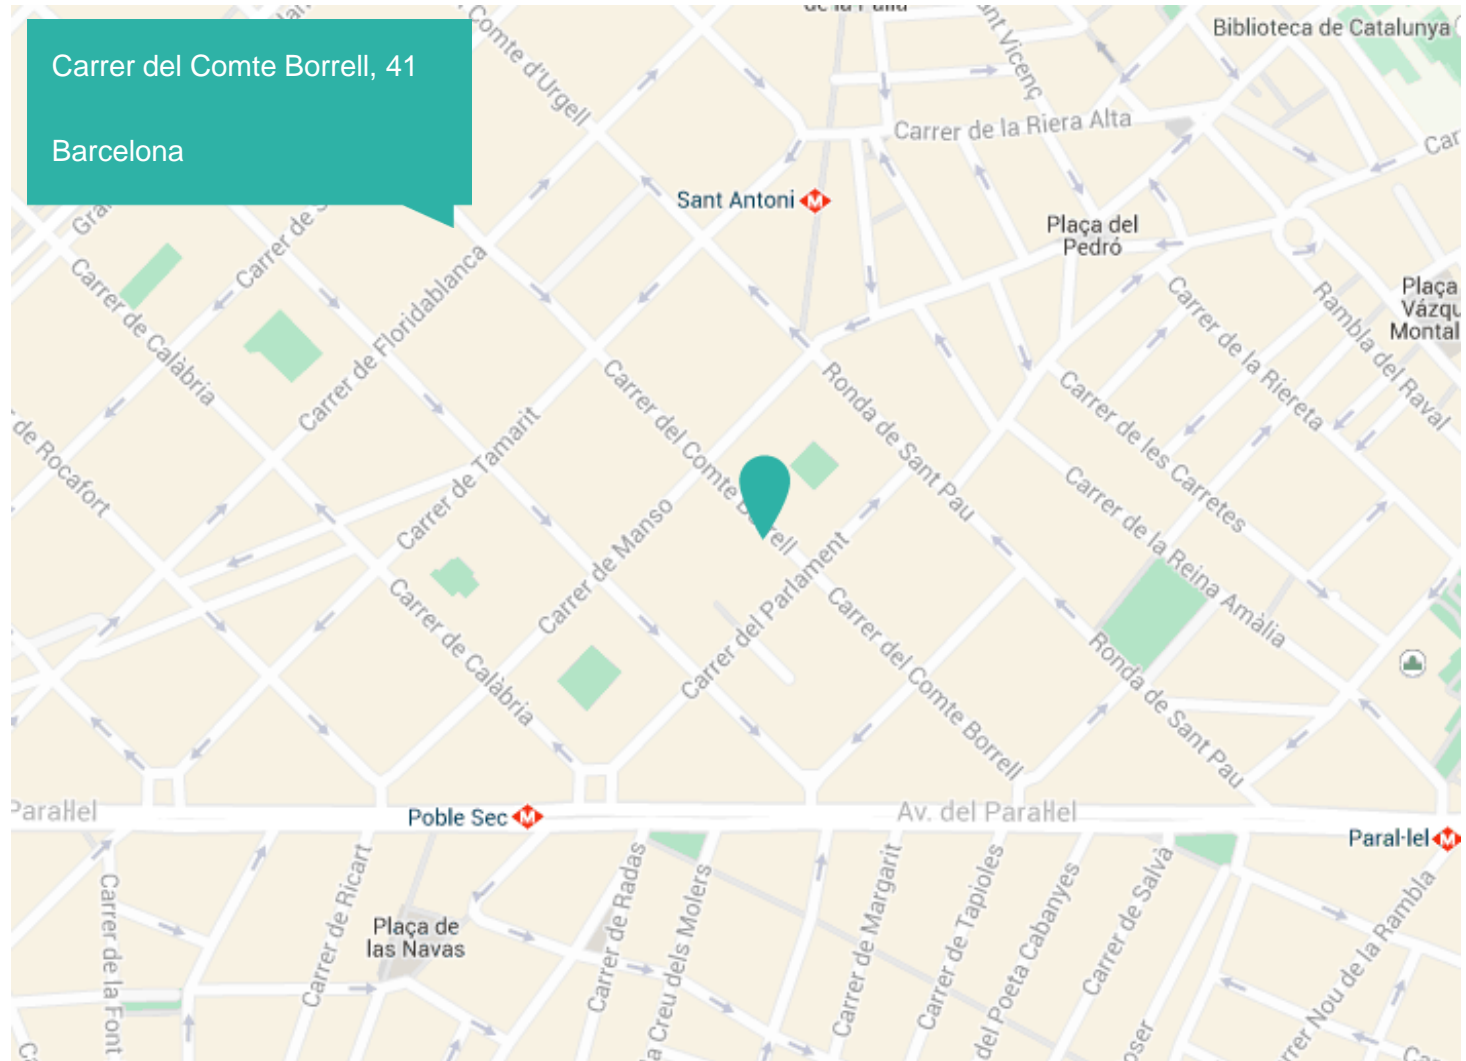 Carrer del Comte Borrell, 41
Barcelona
Comte d'Urgell
Biblioteca de Catalunya
Carrer de la Riera Alta
Sant Antoni
Plaça del
Pedró
Carrer de
Carrer de Floridablanca
Carrer de Calàbria
Plaça
Montal
Rambla del Raval
Carrer de la Riereta
Carrer de les Carretes
Ronda de Sant Pau
Carrer del Comte Borrell
de Rocafort
Carrer de Tamarit
Carrer de Manso
Carrer de la Reina Amàlia
Carrer del Parlament
Carrer de Calàbria
Carrer del Comte Borrell
Ronda de Sant Pau
Paral·lel
Poble Sec
Av. del Paral·lel
Paral·lel
Carrer de la Font
Carrer de Ricart
Plaça de
las Navas
Carrer de Radas
la Creu dels Molers
Carrer de Margarit
Carrer de Tapioles
del Poeta Cabanyes
Carrer de Salvà
rrer Nou de la Rambla